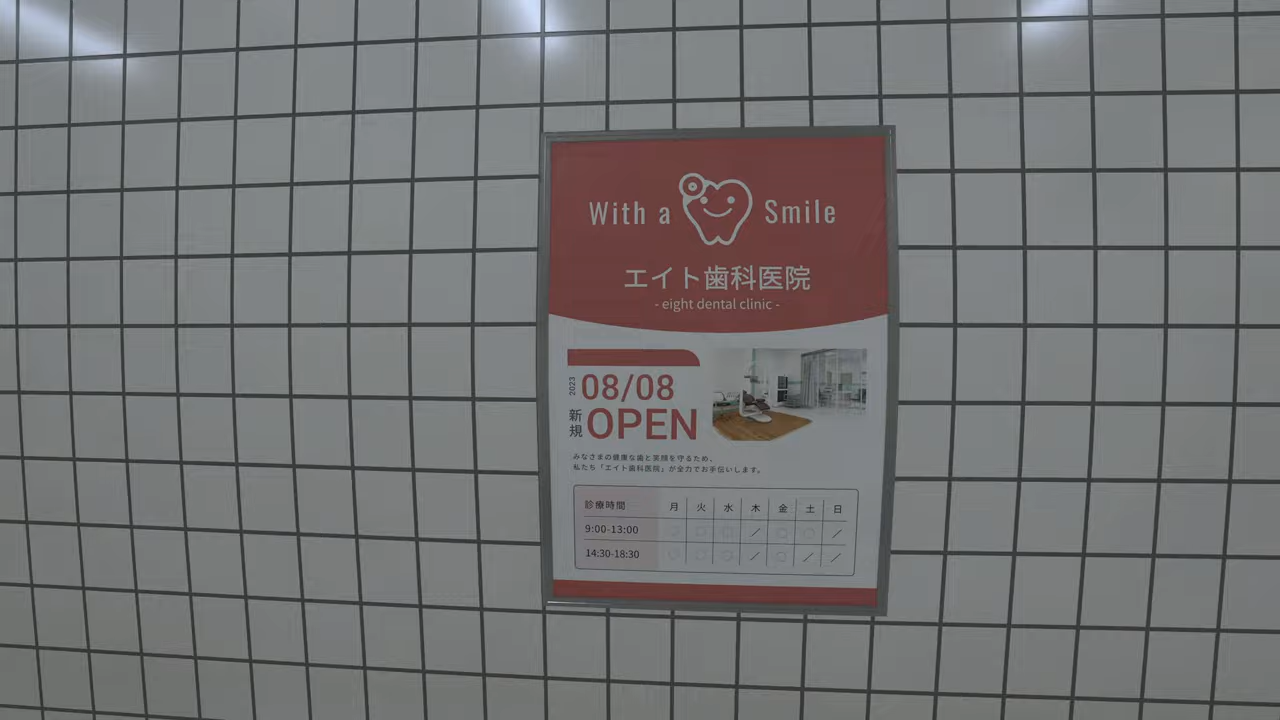 With a Smile
エイト歯科医院
- eight dental clinic -
2023
08/08
新規
OPEN
みなさまの健康な歯と笑顔を守るため、
私たち「エイト歯科医院」が全力でお手伝いします。
診療時間 月 火 水 木 金 土 日
9:00-13:00 ○ ○ ○ / ○ ○ /
14:30-18:30 ○ ○ ○ / ○ / /